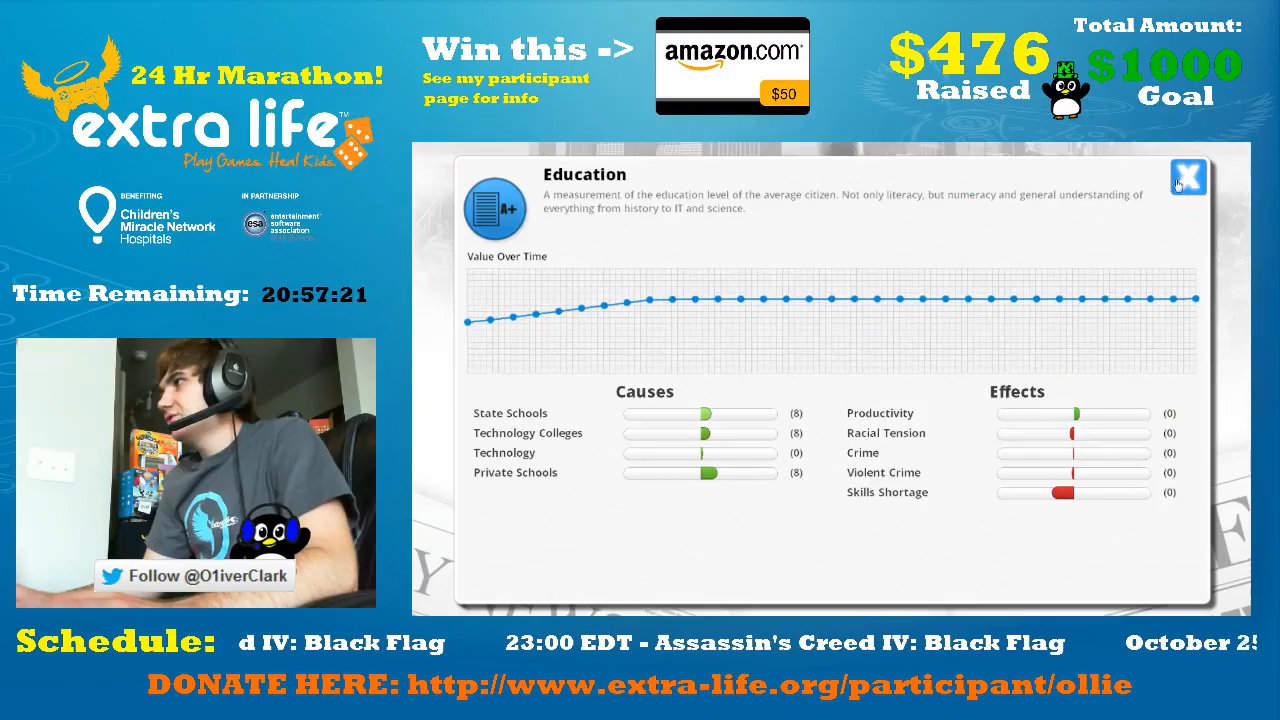 24 Hr Marathon!
extra life™
Play Games. Heal Kids.
BENEFITING
Children's
Miracle Network
Hospitals
IN PARTNERSHIP
esa
entertainment
software
association
Time Remaining: 20:57:21
Follow @O1iverClark
Win this ->
See my participant
page for info
amazon.com
$50
$476
Raised
Total Amount:
$1000
Goal
Education
A measurement of the education level of the average citizen. Not only literacy, but numeracy and general understanding of
everything from history to IT and science.
A+
X
Value Over Time
Causes
State Schools (8)
Technology Colleges (8)
Technology (0)
Private Schools (8)
Effects
Productivity (0)
Racial Tension (0)
Crime (0)
Violent Crime (0)
Skills Shortage (0)
Schedule: d IV: Black Flag 23:00 EDT - Assassin's Creed IV: Black Flag October 25
DONATE HERE: http://www.extra-life.org/participant/ollie